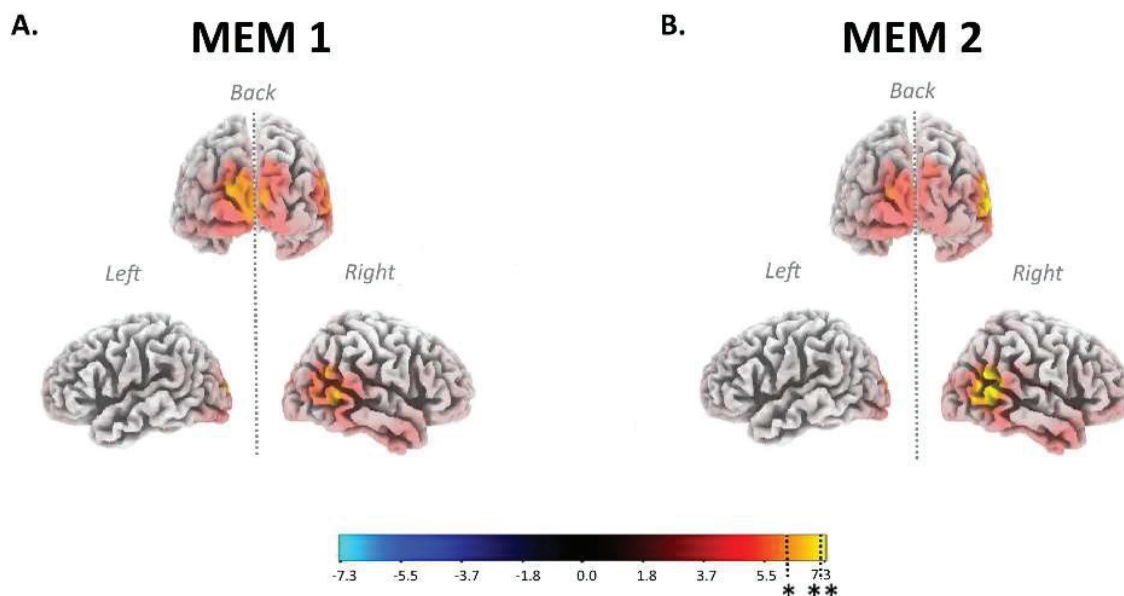 A.
MEM 1
Back
Left
Right
B.
MEM 2
Back
Left
Right
-7.3 -5.5 -3.7 -1.8 0.0 1.8 3.7 5.5 7.3
* **